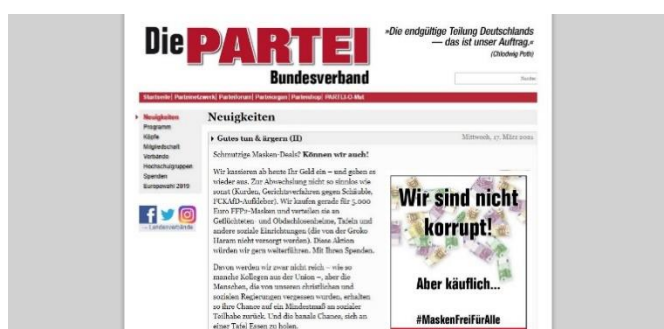 Die PARTEI
Bundesverband
»Die endgültige Teilung Deutschlands
— das ist unser Auftrag.«
(Chlodwig Poth)
Suche
Startseite| Parteinetzwerk| Parteiforum| Parteiorgan| Parteishop| PARTEI-O-Mat
Neuigkeiten
Programm
Köpfe
Mitgliedschaft
Verbände
Hochschulgruppen
Spenden
Europawahl 2019
→ Landesverbände
Neuigkeiten
Gutes tun & ärgern (II)
Mittwoch, 17. März 2021
Schmutzige Masken-Deals? Können wir auch!
Wir kassieren ab heute Ihr Geld ein – und geben es
wieder aus. Zur Abwechslung nicht so sinnlos wie
sonst (Kurden, Gerichtsverfahren gegen Schäuble,
FCKAfD-Aufkleber). Wir kaufen gerade für 5.000
Euro FFP2-Masken und verteilen sie an
Geflüchteten- und Obdachlosenheime, Tafeln und
andere soziale Einrichtungen (die von der Groko
Haram nicht versorgt werden). Diese Aktion
würden wir gern weiterführen. Mit Ihren Spenden.
Davon werden wir zwar nicht reich – wie so
manche Kollegen aus der Union –, aber die
Menschen, die von unseren christlichen und
sozialen Regierungen vergessen wurden, erhalten
so ihre Chance auf ein Mindestmaß an sozialer
Teilhabe zurück. Und die banale Chance, sich an
einer Tafel Essen zu holen.
Wir sind nicht
korrupt!
Aber käuflich...
#MaskenFreiFürAlle